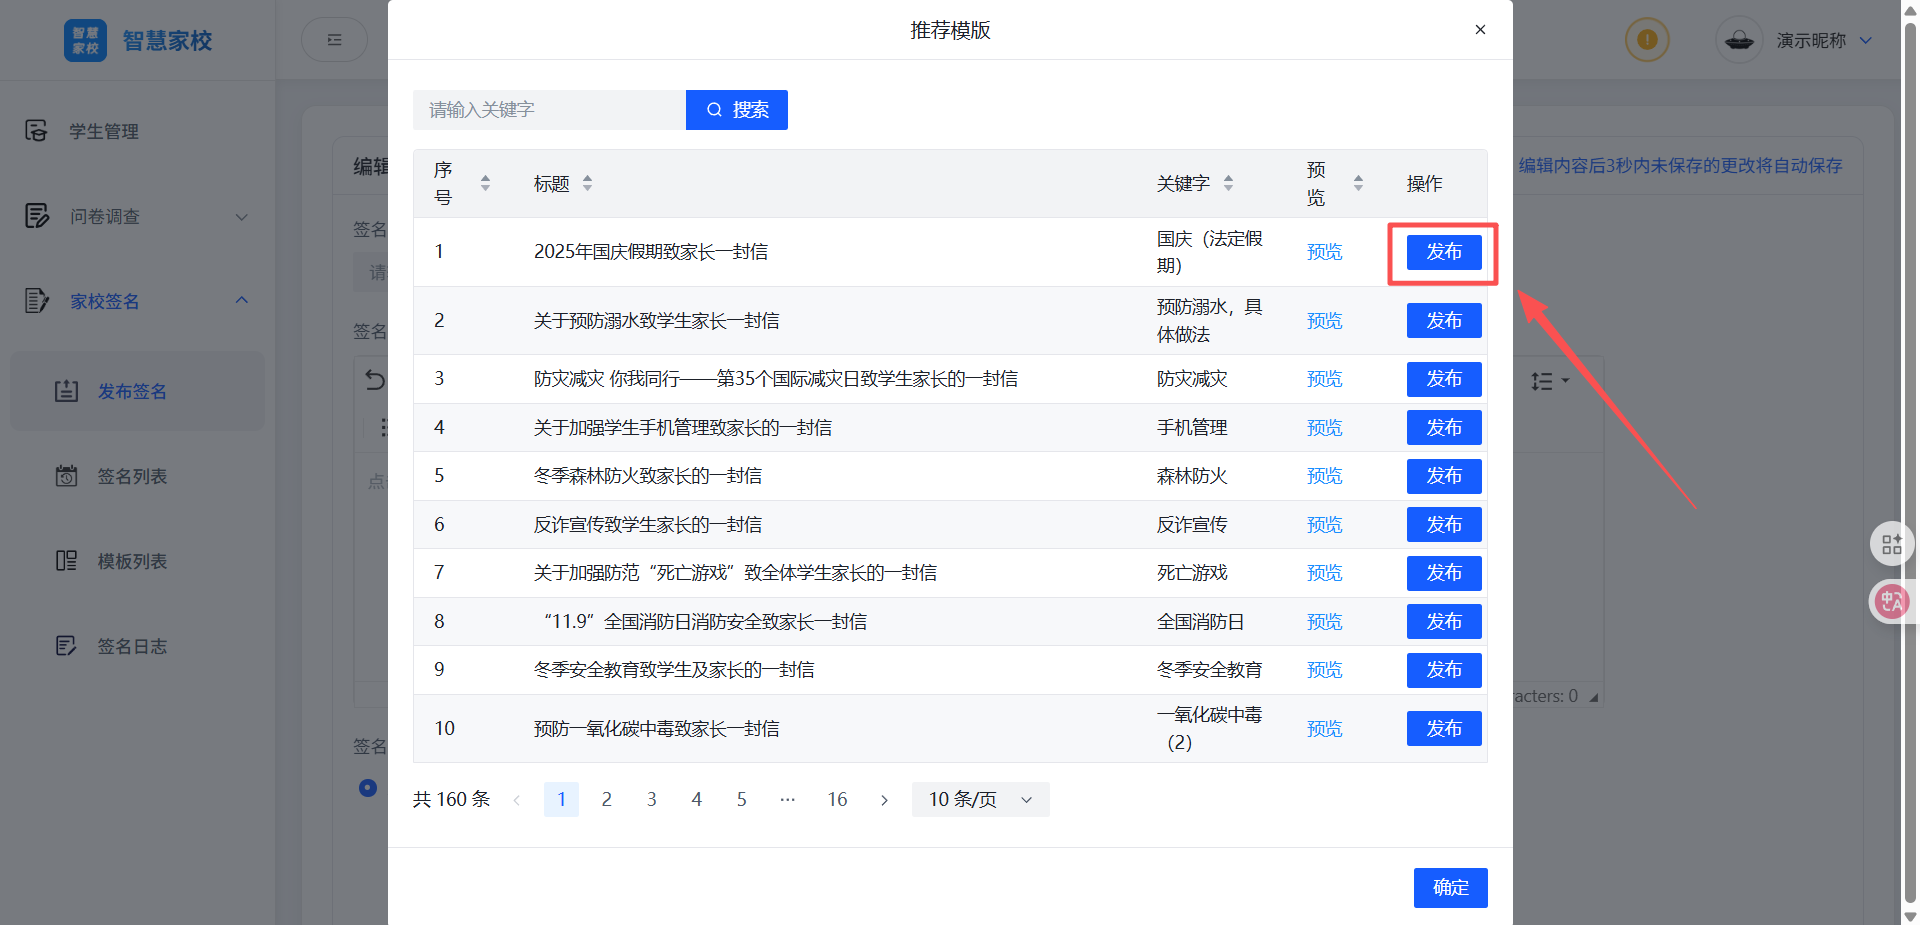 推荐模版
智慧
家校
智慧家校
演示昵称
学生管理
问卷调查
家校签名
发布签名
签名列表
模板列表
签名日志
编辑
编辑内容后3秒内未保存的更改将自动保存
签名
请
签名
点
acters: 0
签名
请输入关键字
搜索
序号 标题 关键字 预览 操作
1 2025年国庆假期致家长一封信 国庆（法定假期） 预览 发布
2 关于预防溺水致学生家长一封信 预防溺水，具体做法 预览 发布
3 防灾减灾 你我同行——第35个国际减灾日致学生家长的一封信 防灾减灾 预览 发布
4 关于加强学生手机管理致家长的一封信 手机管理 预览 发布
5 冬季森林防火致家长的一封信 森林防火 预览 发布
6 反诈宣传致学生家长的一封信 反诈宣传 预览 发布
7 关于加强防范“死亡游戏”致全体学生家长的一封信 死亡游戏 预览 发布
8 “11.9”全国消防日消防安全致家长一封信 全国消防日 预览 发布
9 冬季安全教育致学生及家长的一封信 冬季安全教育 预览 发布
10 预防一氧化碳中毒致家长一封信 一氧化碳中毒（2） 预览 发布
共 160 条 1 2 3 4 5 ··· 16 10 条/页
确定
中A